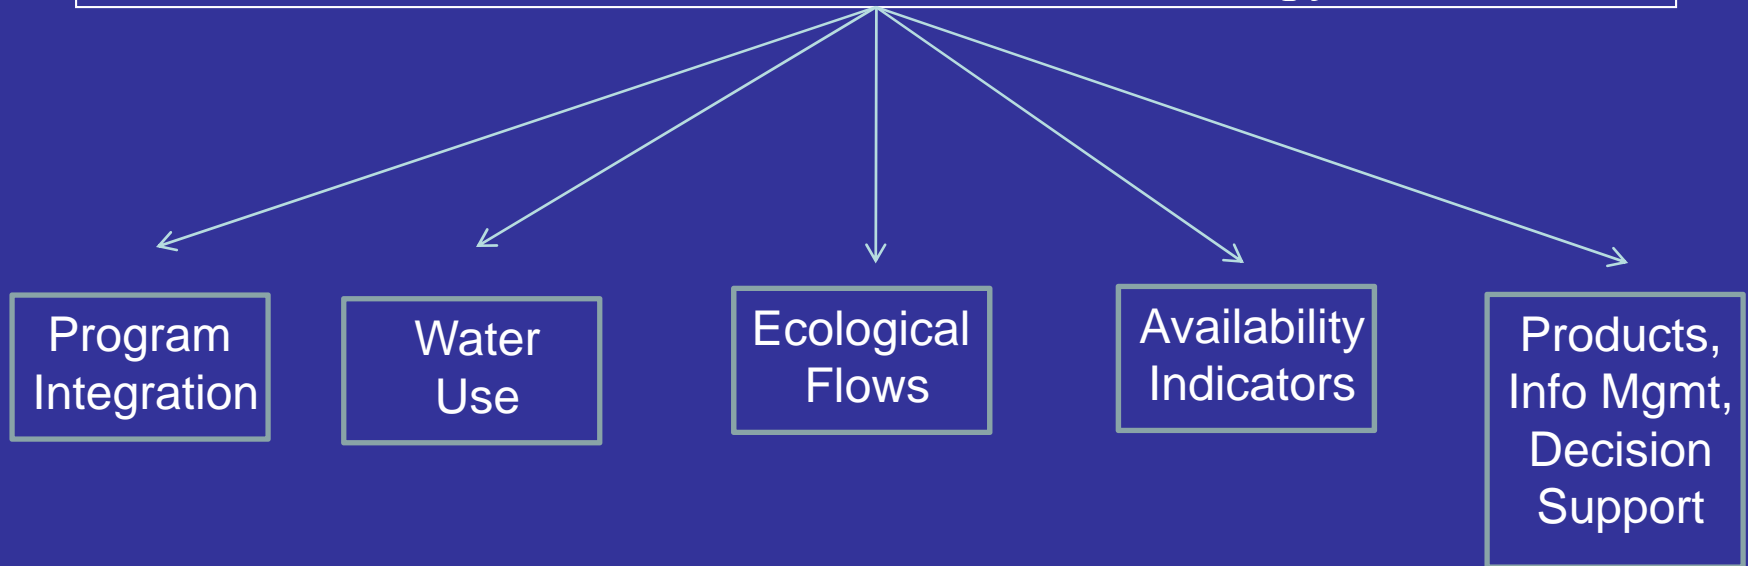 Program
Integration
Water
Use
Ecological
Flows
Availability
Indicators
Products,
Info Mgmt,
Decision
Support